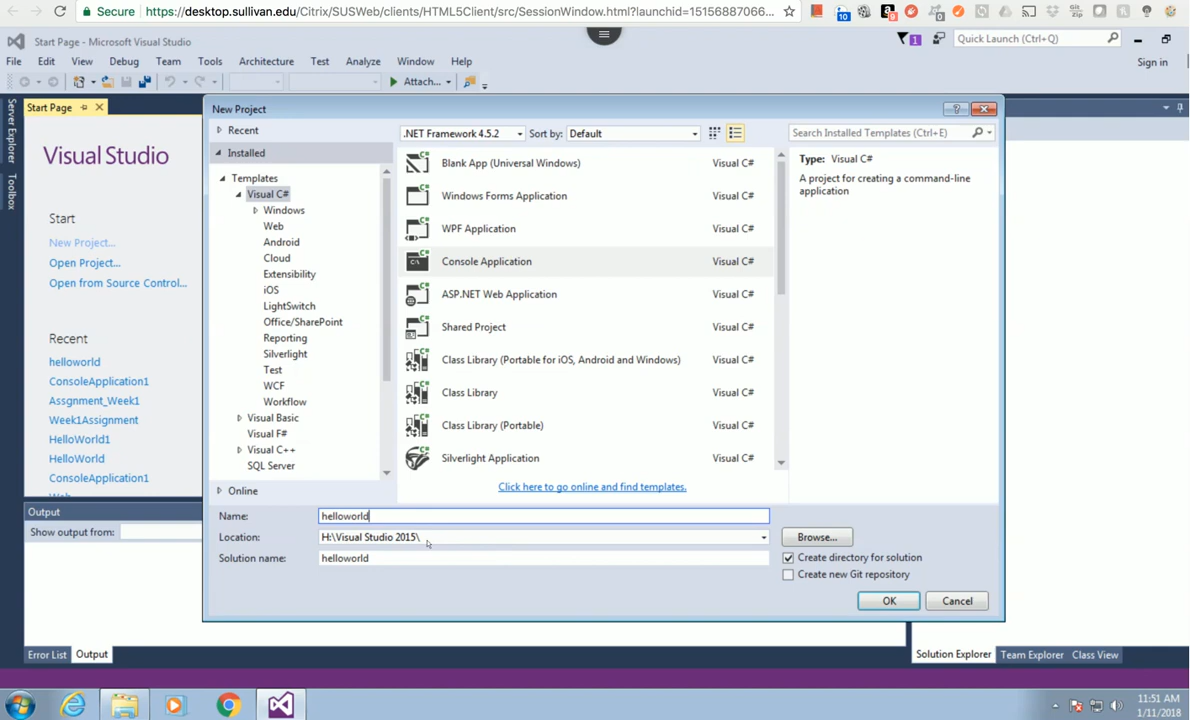 Secure
https://desktop.sullivan.edu/Citrix/SUSWeb/clients/HTML5Client/src/SessionWindow.html?launchid=15156887066...
10
9
0
Git
zip
Start Page - Microsoft Visual Studio
1
Quick Launch (Ctrl+Q)
File Edit View Debug Team Tools Architecture Test Analyze Window Help
Sign in
Attach...
Server Explorer
Toolbox
Start Page
Visual Studio
Start
New Project...
Open Project...
Open from Source Control...
Recent
helloworld
ConsoleApplication1
Assgnment_Week1
Week1Assignment
HelloWorld1
HelloWorld
ConsoleApplication1
Output
Show output from:
Error List Output
New Project
Recent
Installed
Templates
Visual C#
Windows
Web
Android
Cloud
Extensibility
iOS
LightSwitch
Office/SharePoint
Reporting
Silverlight
Test
WCF
Workflow
Visual Basic
Visual F#
Visual C++
SQL Server
Online
.NET Framework 4.5.2 Sort by: Default
Search Installed Templates (Ctrl+E)
Blank App (Universal Windows) Visual C#
Windows Forms Application Visual C#
WPF Application Visual C#
Console Application Visual C#
ASP.NET Web Application Visual C#
Shared Project Visual C#
Class Library (Portable for iOS, Android and Windows) Visual C#
Class Library Visual C#
Class Library (Portable) Visual C#
Silverlight Application Visual C#
Click here to go online and find templates.
Type: Visual C#
A project for creating a command-line
application
Name: helloworld
Location: H:\Visual Studio 2015\ Browse...
Solution name: helloworld
Create directory for solution
Create new Git repository
OK Cancel
Solution Explorer Team Explorer Class View
11:51 AM
1/11/2018